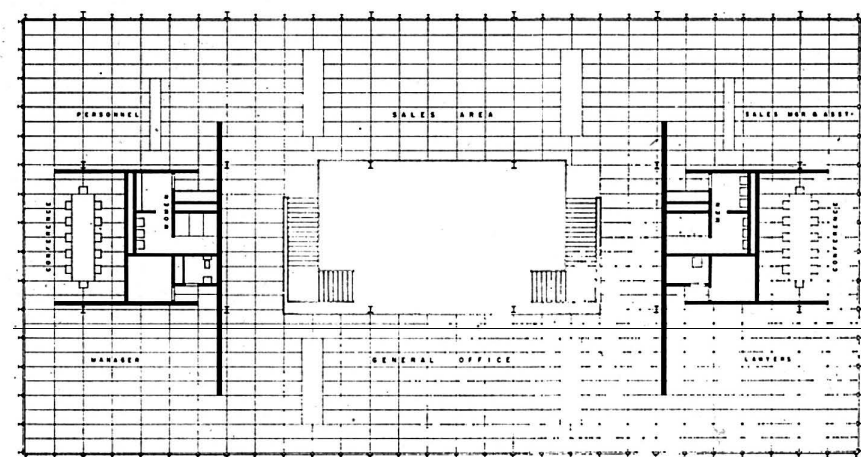 PERSONNEL
SALES AREA
SALES MGR & ASST.
CONFERENCE
WOMEN
MEN
CONFERENCE
MANAGER
GENERAL OFFICE
LAWYERS